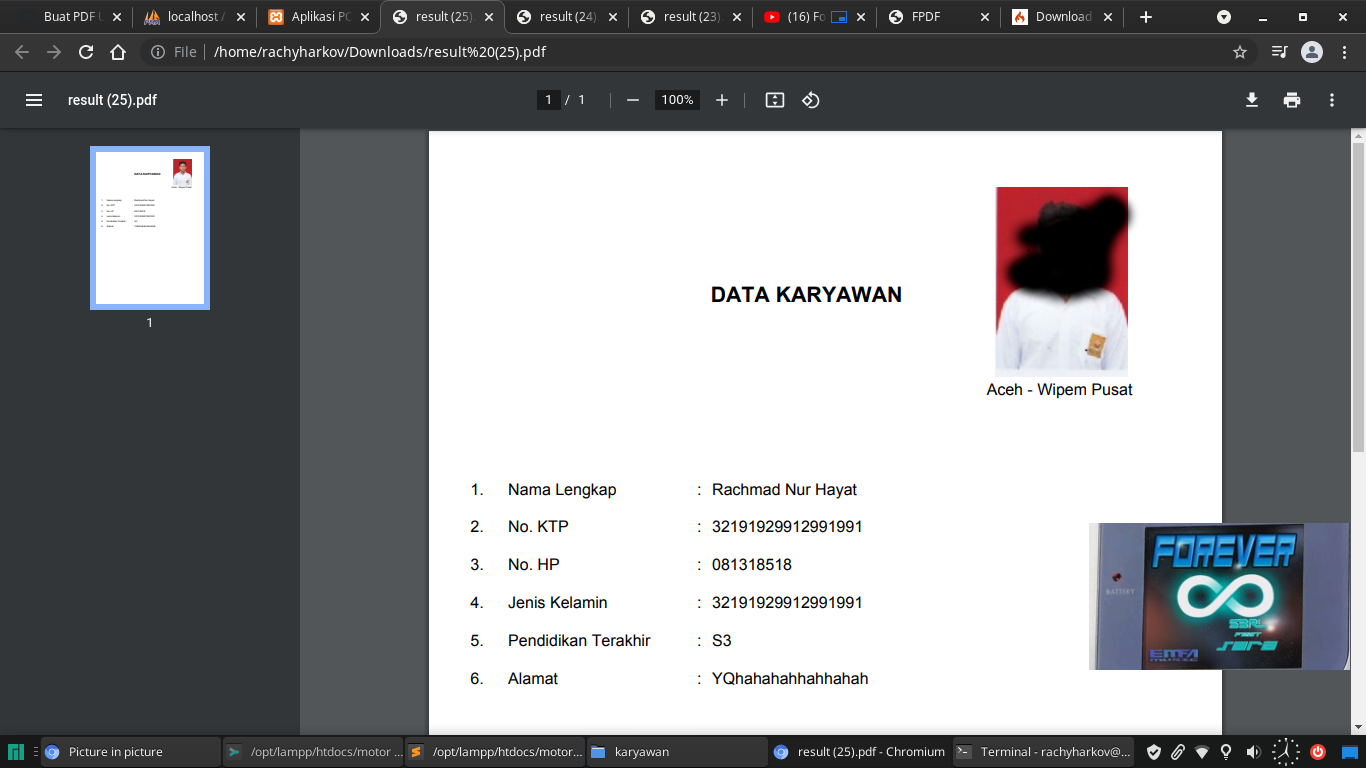 Buat PDF U
localhost /
Aplikasi PC
result (25).
result (24).
result (23).
(16) Fo
FPDF
Download
File
/home/rachyharkov/Downloads/result%20(25).pdf
result (25).pdf
1 / 1
100%
1
DATA KARYAWAN
Aceh - Wipem Pusat
1. Nama Lengkap : Rachmad Nur Hayat
2. No. KTP : 32191929912991991
3. No. HP : 081318518
4. Jenis Kelamin : 32191929912991991
5. Pendidikan Terakhir : S3
6. Alamat : YQhahahahhahhahah
BATTERY
FOREVER
S3RL
FEAT
SARA
EMFA
Picture in picture
/opt/lampp/htdocs/motor ...
/opt/lampp/htdocs/motor...
karyawan
result (25).pdf - Chromium
Terminal - rachyharkov@...